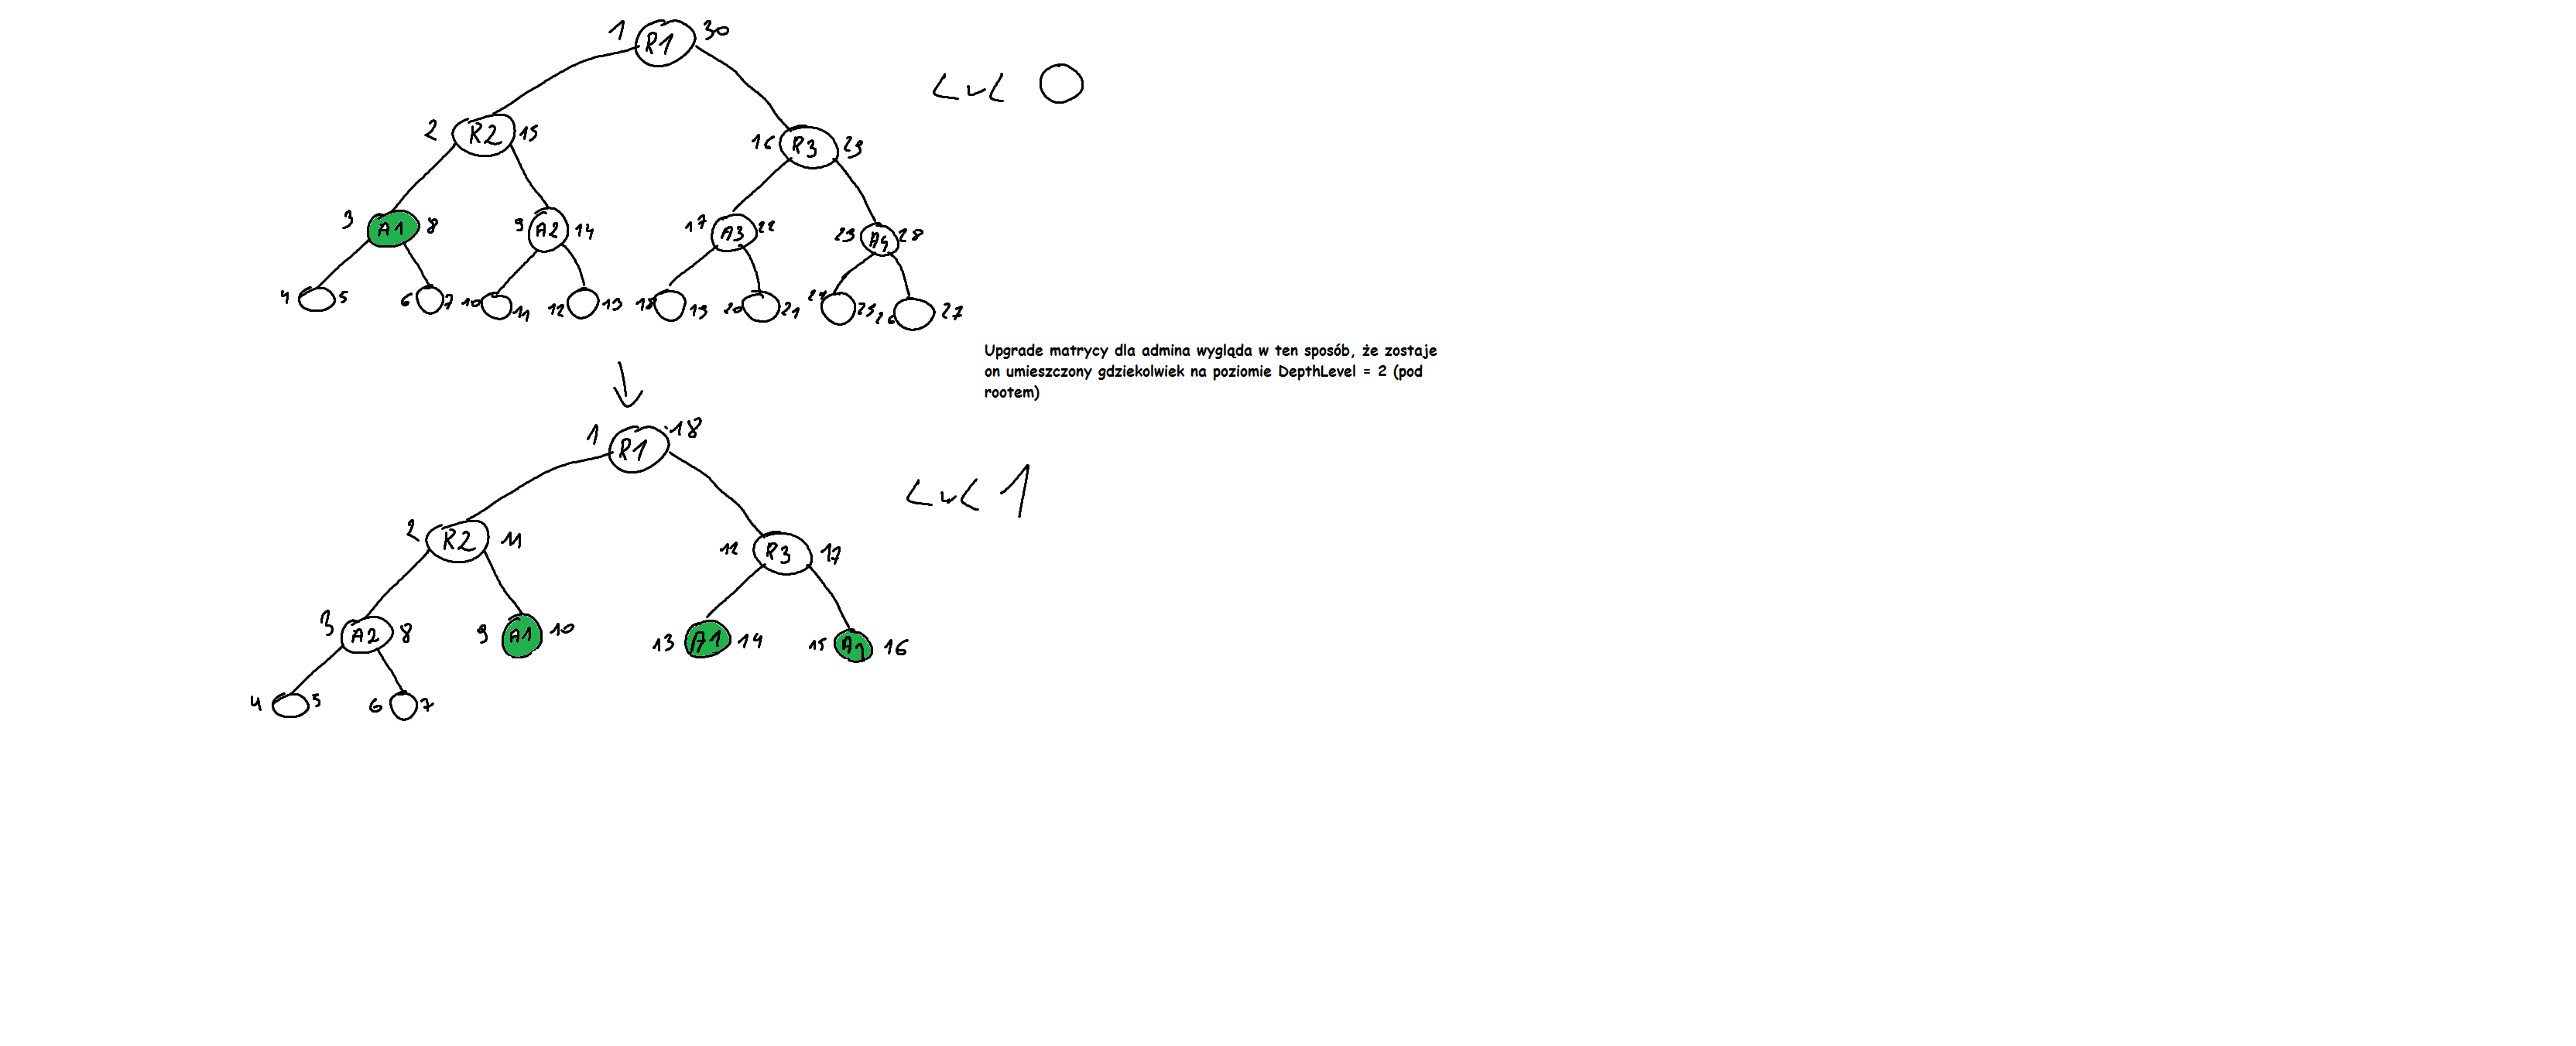 1 R1 30
LvL 0
2 R2 15
16 R3 29
3 A1 8
9 A2 14
17 A3 22
23 A4 28
4 5
6 7
10 11
12 13
18 19
20 21
24 25
26 27
Upgrade matrycy dla admina wygląda w ten sposób, że zostaje
on umieszczony gdziekolwiek na poziomie DepthLevel = 2 (pod
rootem)
1 R1 18
LvL 1
2 R2 11
12 R3 17
3 A2 8
9 A1 10
13 A1 14
15 A1 16
4 5
6 7